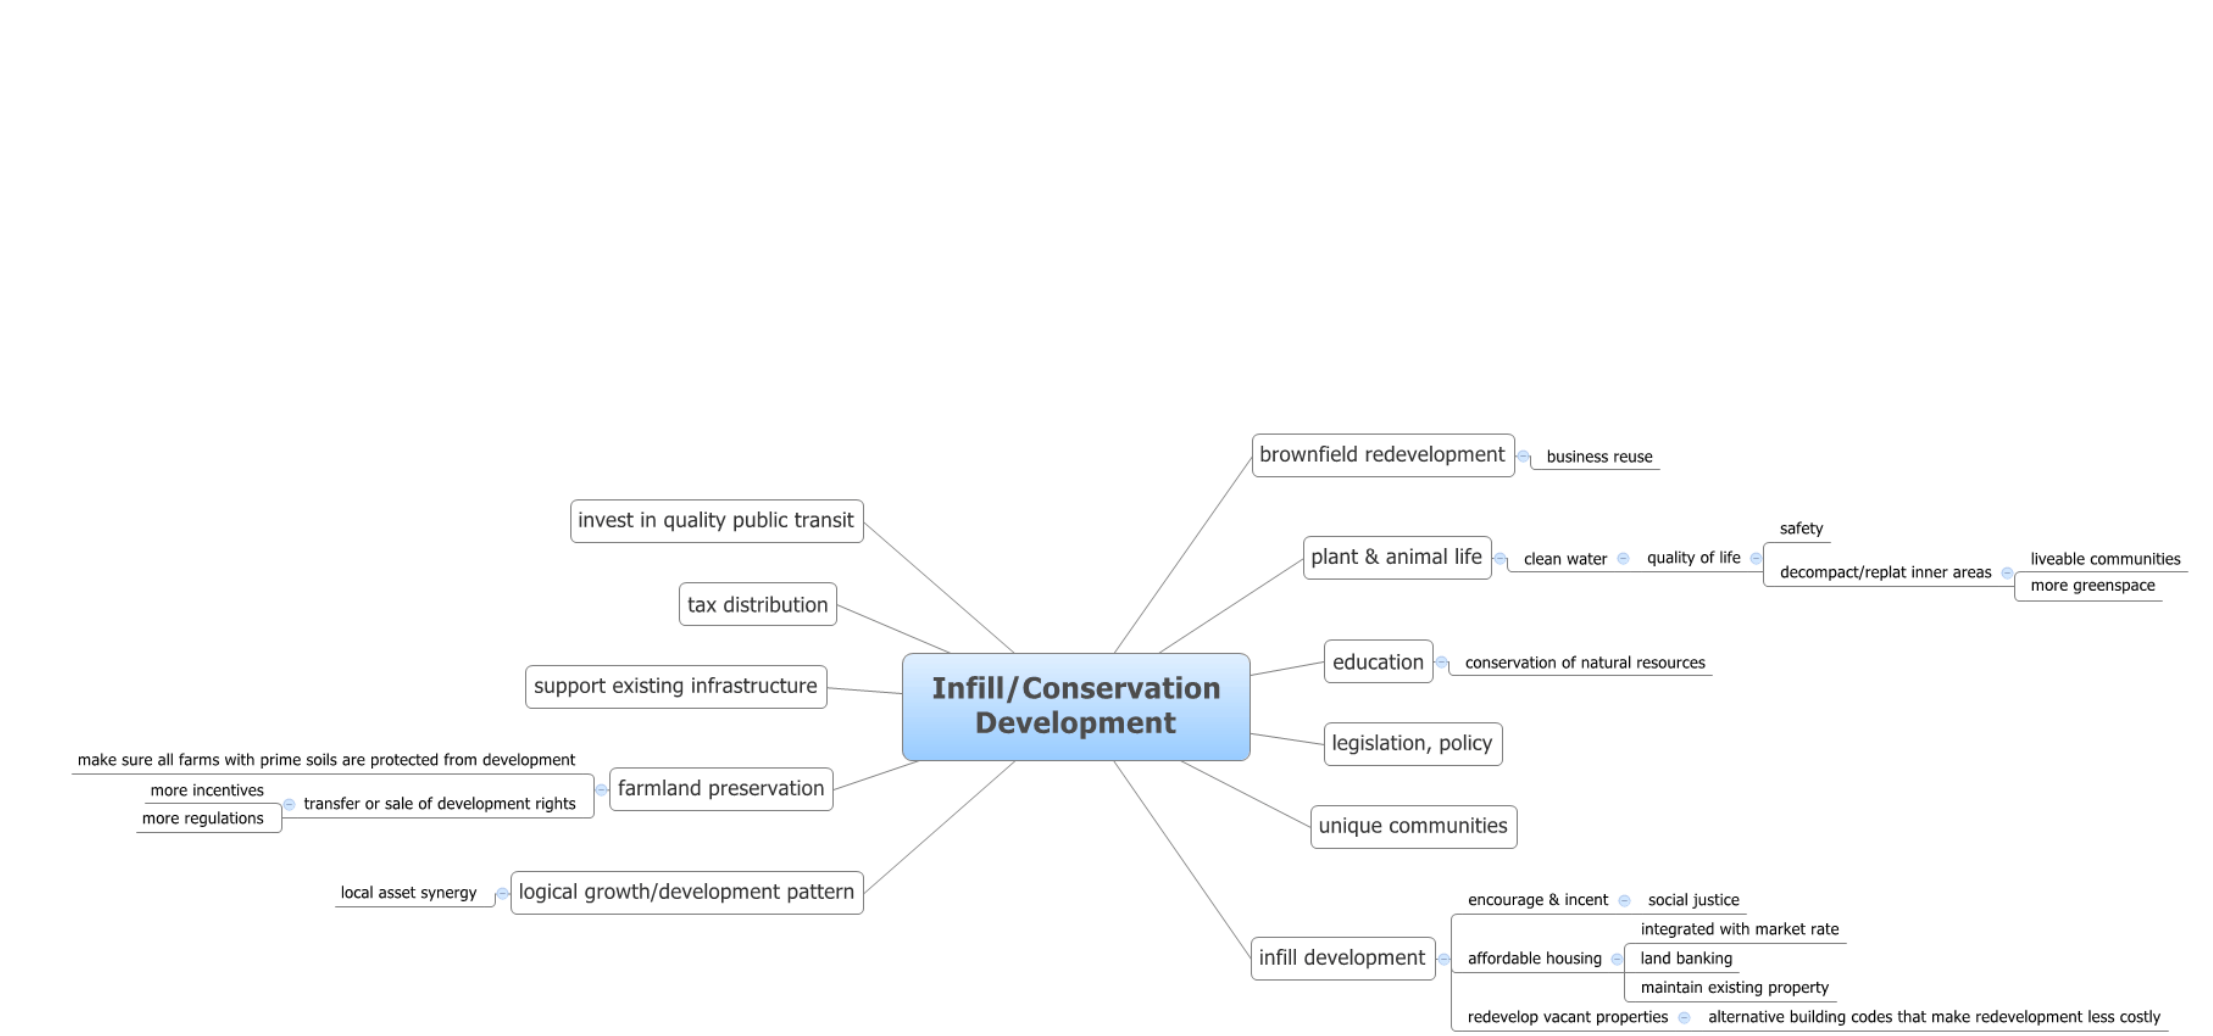 Infill/Conservation
Development
brownfield redevelopment
business reuse
plant & animal life
clean water
quality of life
safety
decompact/replat inner areas
liveable communities
more greenspace
education
conservation of natural resources
legislation, policy
unique communities
infill development
encourage & incent
social justice
affordable housing
integrated with market rate
land banking
maintain existing property
redevelop vacant properties
alternative building codes that make redevelopment less costly
invest in quality public transit
tax distribution
support existing infrastructure
farmland preservation
make sure all farms with prime soils are protected from development
transfer or sale of development rights
more incentives
more regulations
logical growth/development pattern
local asset synergy